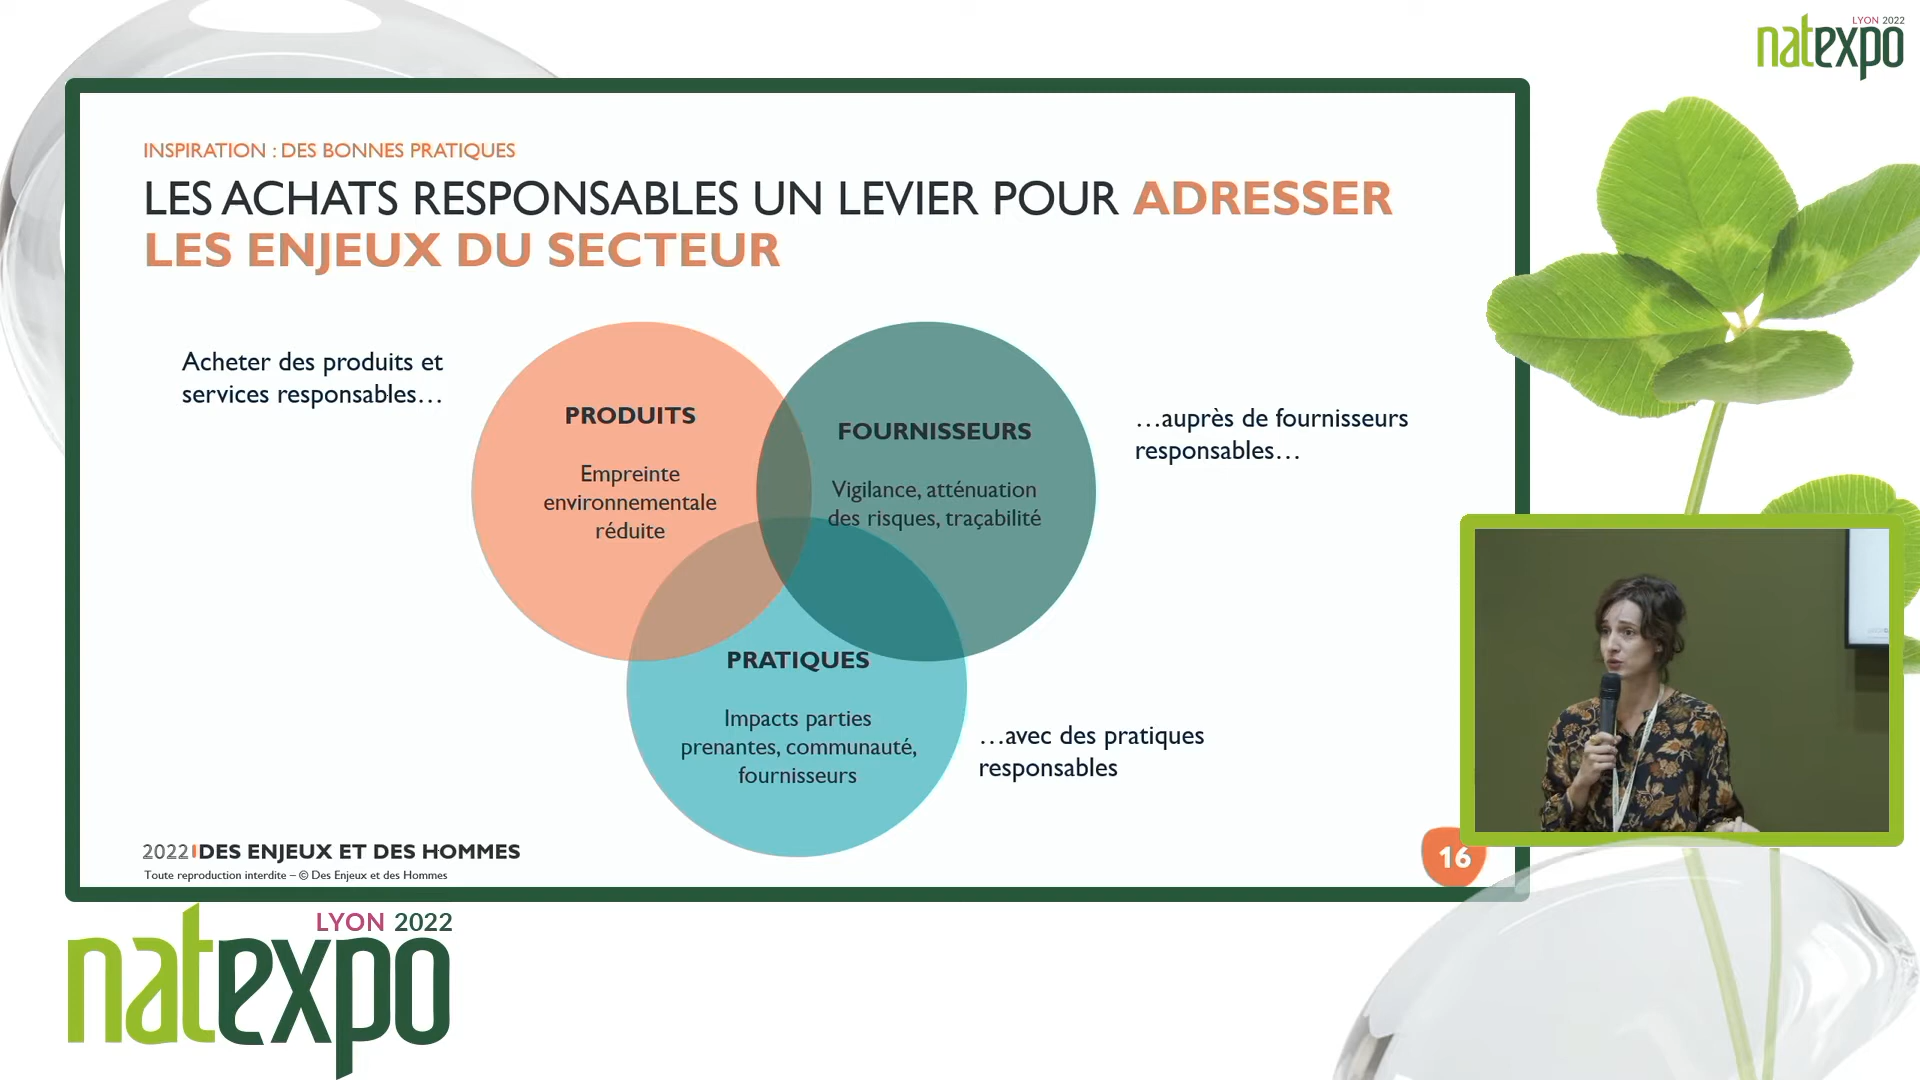 LYON 2022
natexpo
INSPIRATION : DES BONNES PRATIQUES
LES ACHATS RESPONSABLES UN LEVIER POUR ADRESSER
LES ENJEUX DU SECTEUR
Acheter des produits et
services responsables…
PRODUITS
Empreinte
environnementale
réduite
FOURNISSEURS
Vigilance, atténuation
des risques, traçabilité
…auprès de fournisseurs
responsables…
PRATIQUES
Impacts parties
prenantes, communauté,
fournisseurs
…avec des pratiques
responsables
2022 I DES ENJEUX ET DES HOMMES
Toute reproduction interdite – © Des Enjeux et des Hommes
16
LYON 2022
natexpo